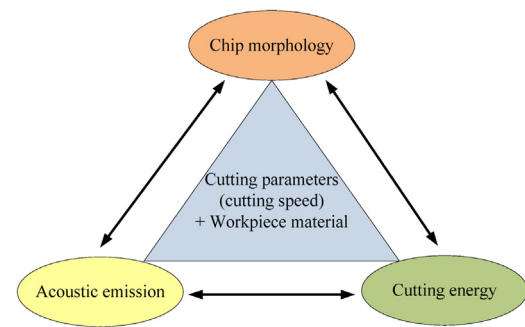 Chip morphology
Cutting parameters
(cutting speed)
+ Workpiece material
Acoustic emission
Cutting energy